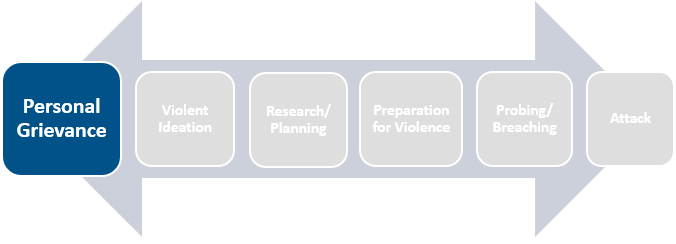 Personal
Grievance
Violent
Ideation
Research/
Planning
Preparation
for Violence
Probing/
Breaching
Attack